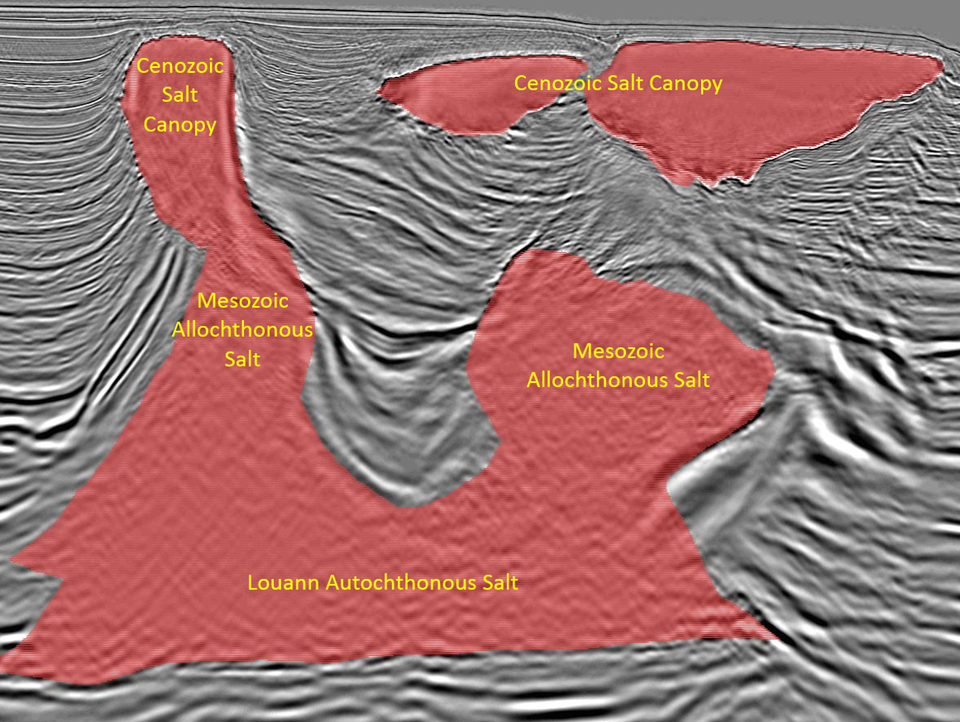 Cenozoic
Salt
Canopy
Cenozoic Salt Canopy
Mesozoic
Allochthonous
Salt
Mesozoic
Allochthonous Salt
Louann Autochthonous Salt